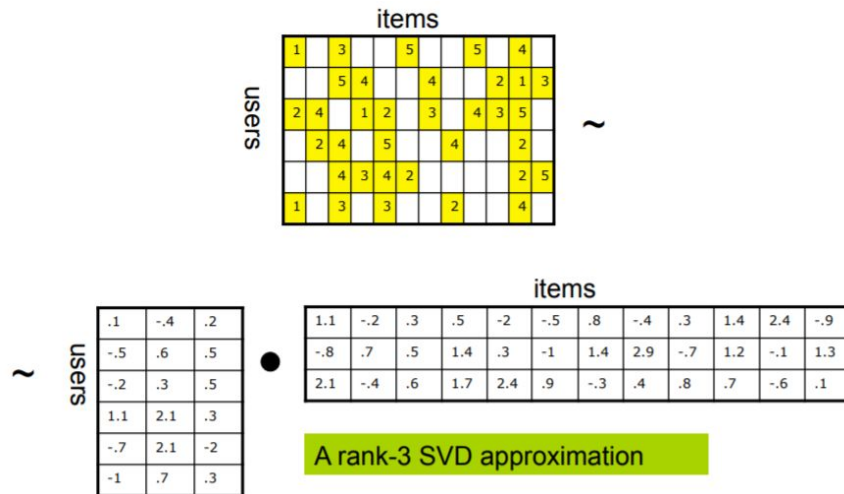 items
1 3 5 5 4
5 4 4 2 1 3
2 4 1 2 3 4 3 5
2 4 5 4 2
4 3 4 2 2 5
1 3 3 2 4
users
~
~
users
.1 -.4 .2
-.5 .6 .5
-.2 .3 .5
1.1 2.1 .3
-.7 2.1 -2
-1 .7 .3
●
items
1.1 -.2 .3 .5 -2 -.5 .8 -.4 .3 1.4 2.4 -.9
-.8 .7 .5 1.4 .3 -1 1.4 2.9 -.7 1.2 -.1 1.3
2.1 -.4 .6 1.7 2.4 .9 -.3 .4 .8 .7 -.6 .1
A rank-3 SVD approximation